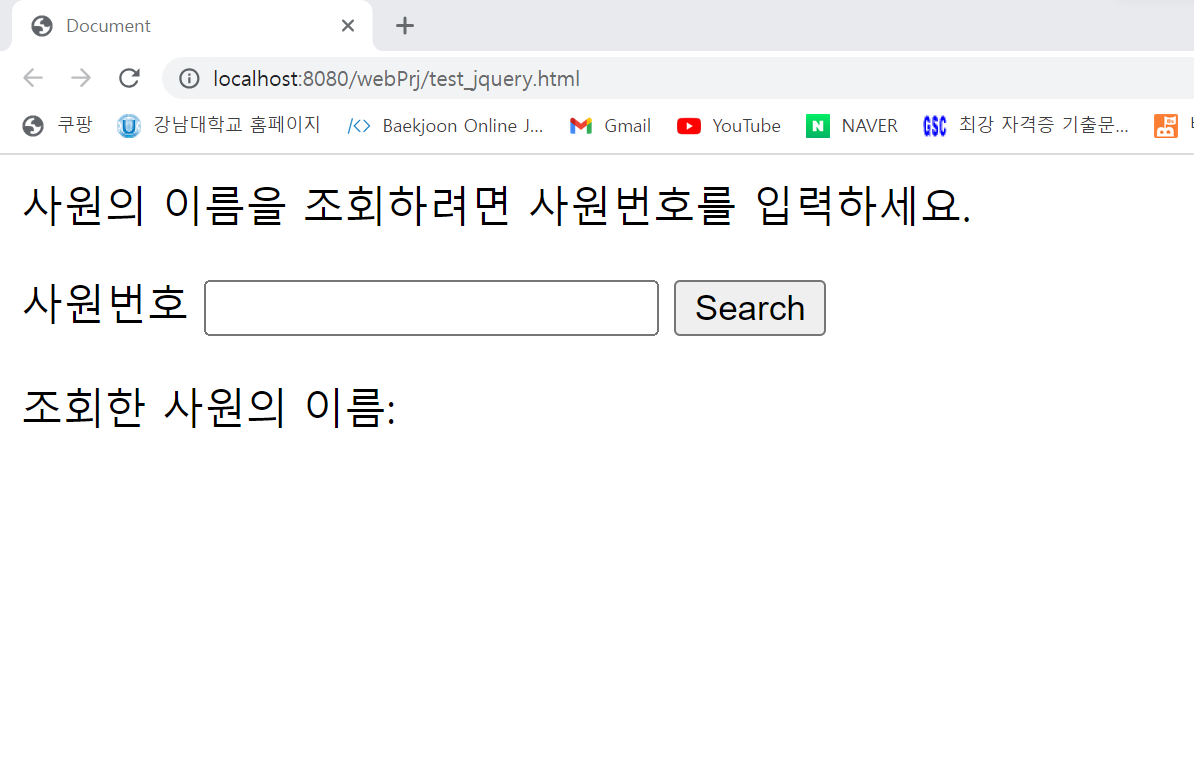 Document
localhost:8080/webPrj/test_jquery.html
쿠팡 강남대학교 홈페이지 Baekjoon Online J... Gmail YouTube NAVER GSC 최강 자격증 기출문...
사원의 이름을 조회하려면 사원번호를 입력하세요.
사원번호 Search
조회한 사원의 이름: